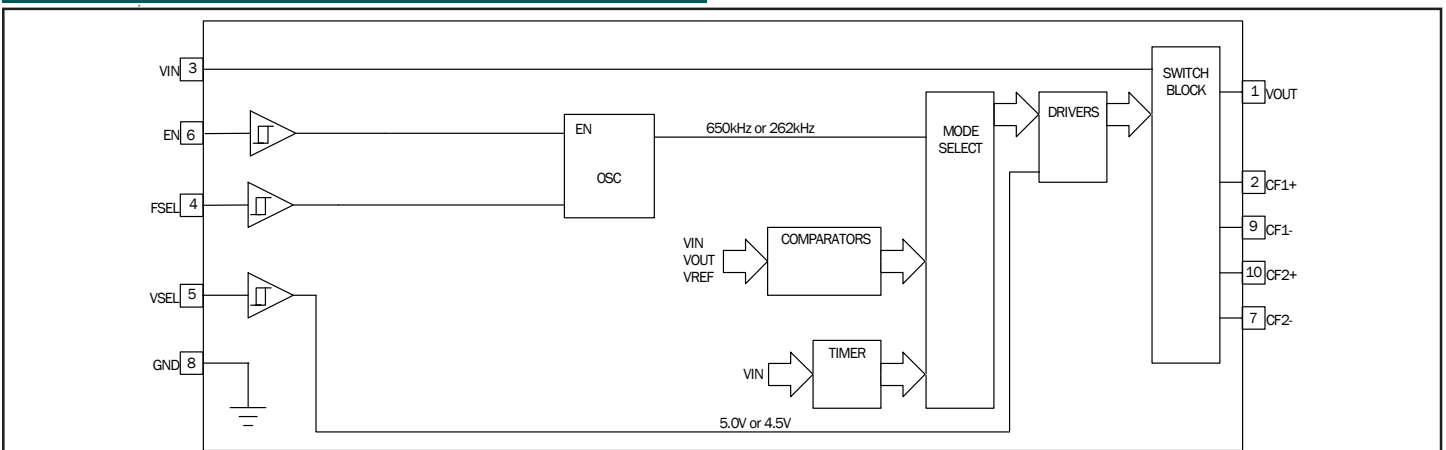 VIN 3
EN 6
FSEL 4
VSEL 5
GND 8
EN
OSC
650kHz or 262kHz
VIN
VOUT
VREF
COMPARATORS
VIN
TIMER
5.0V or 4.5V
MODE
SELECT
DRIVERS
SWITCH
BLOCK
1 VOUT
2 CF1+
9 CF1-
10 CF2+
7 CF2-